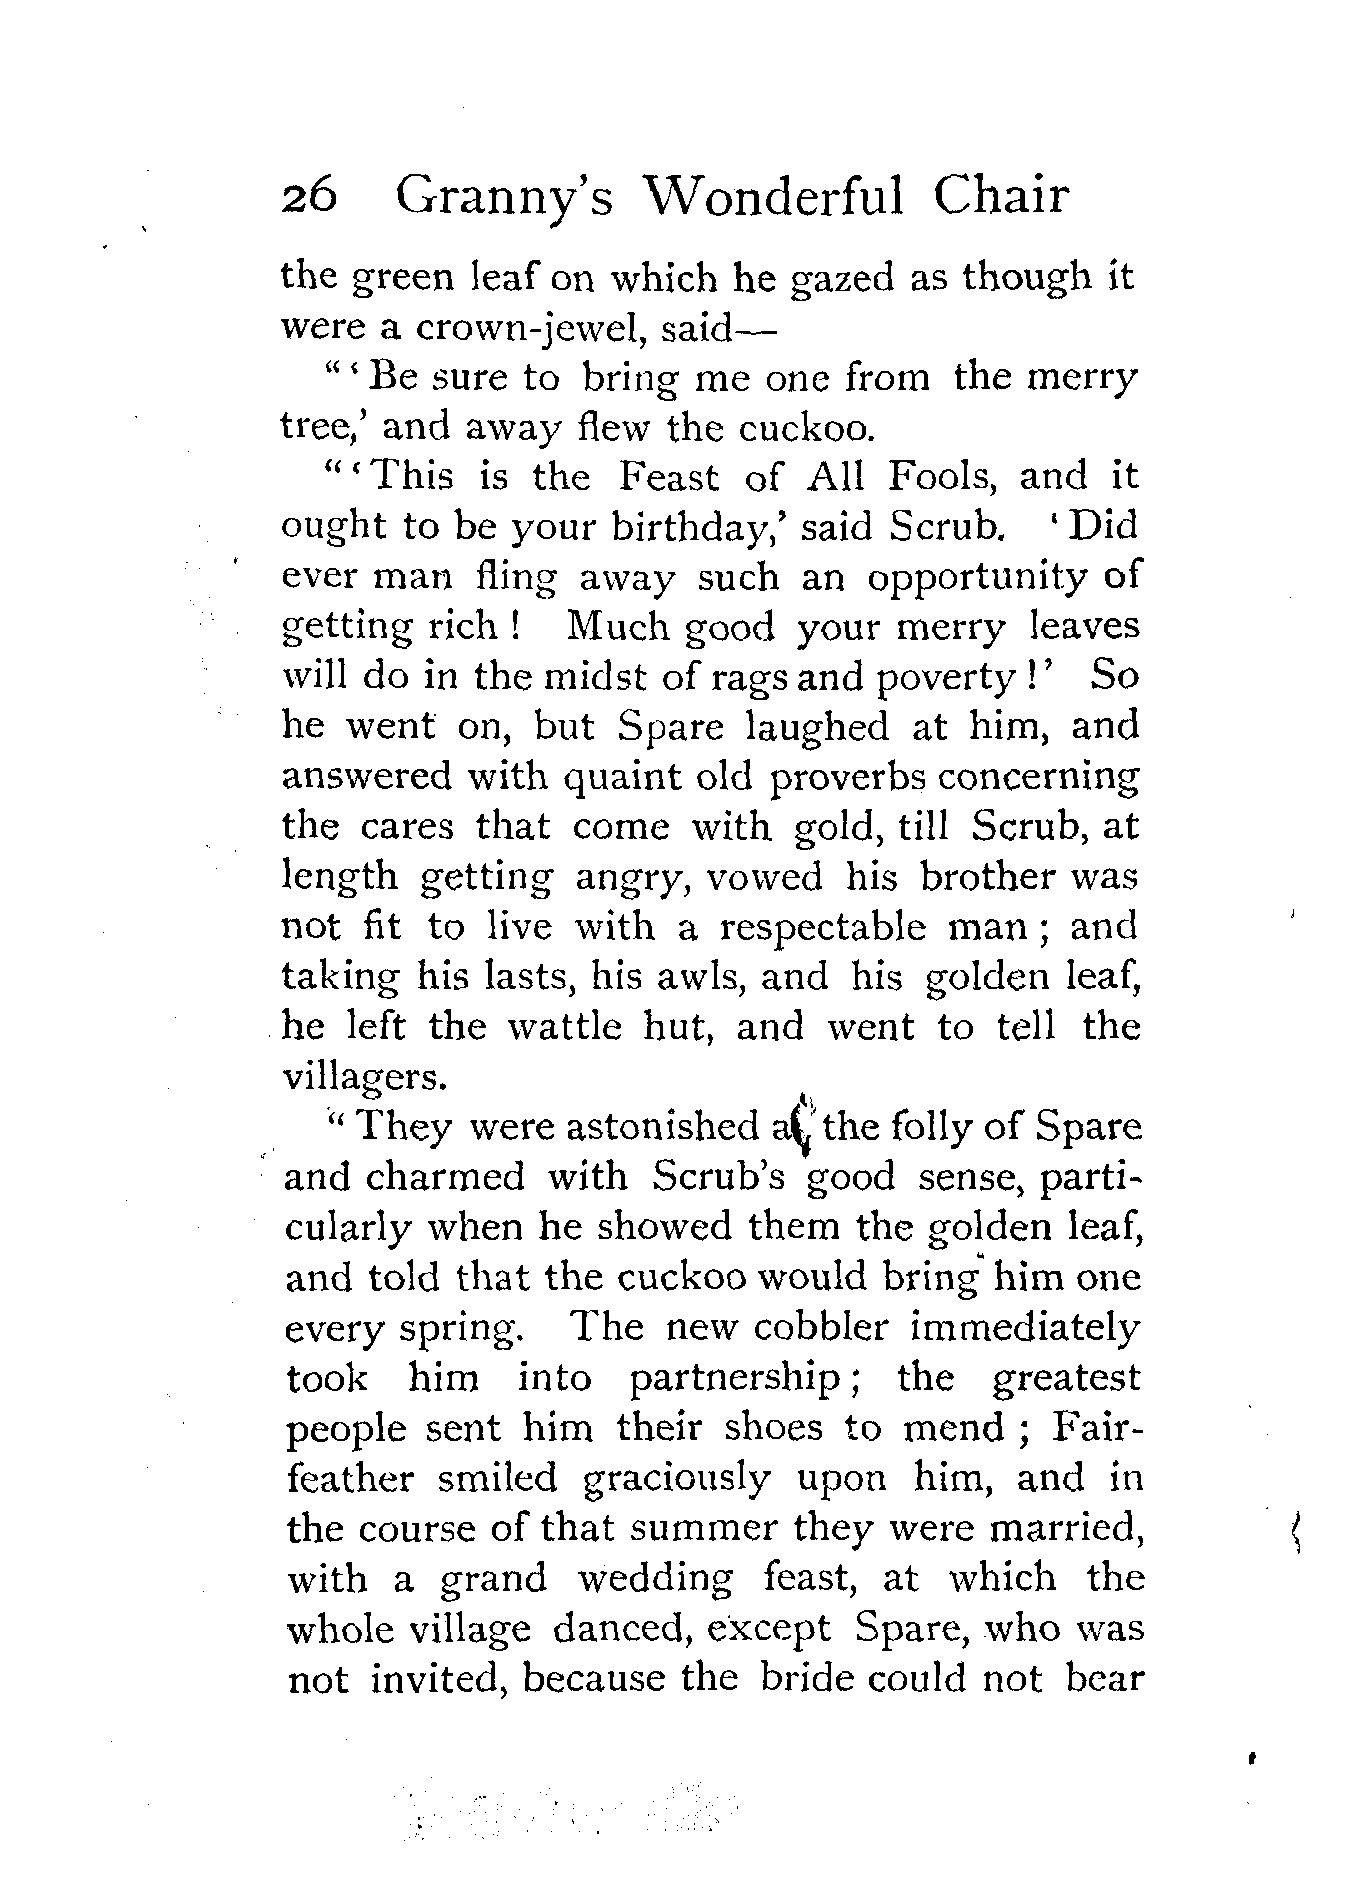 26 Granny's Wonderful Chair
the green leaf on which he gazed as though it
were a crown-jewel, said—
"'Be sure to bring me one from the merry
tree,' and away flew the cuckoo.
"'This is the Feast of All Fools, and it
ought to be your birthday,' said Scrub. 'Did
ever man fling away such an opportunity of
getting rich! Much good your merry leaves
will do in the midst of rags and poverty!' So
he went on, but Spare laughed at him, and
answered with quaint old proverbs concerning
the cares that come with gold, till Scrub, at
length getting angry, vowed his brother was
not fit to live with a respectable man; and
taking his lasts, his awls, and his golden leaf,
he left the wattle hut, and went to tell the
villagers.
"They were astonished at the folly of Spare
and charmed with Scrub's good sense, parti-
cularly when he showed them the golden leaf,
and told that the cuckoo would bring him one
every spring. The new cobbler immediately
took him into partnership; the greatest
people sent him their shoes to mend; Fair-
feather smiled graciously upon him, and in
the course of that summer they were married,
with a grand wedding feast, at which the
whole village danced, except Spare, who was
not invited, because the bride could not bear